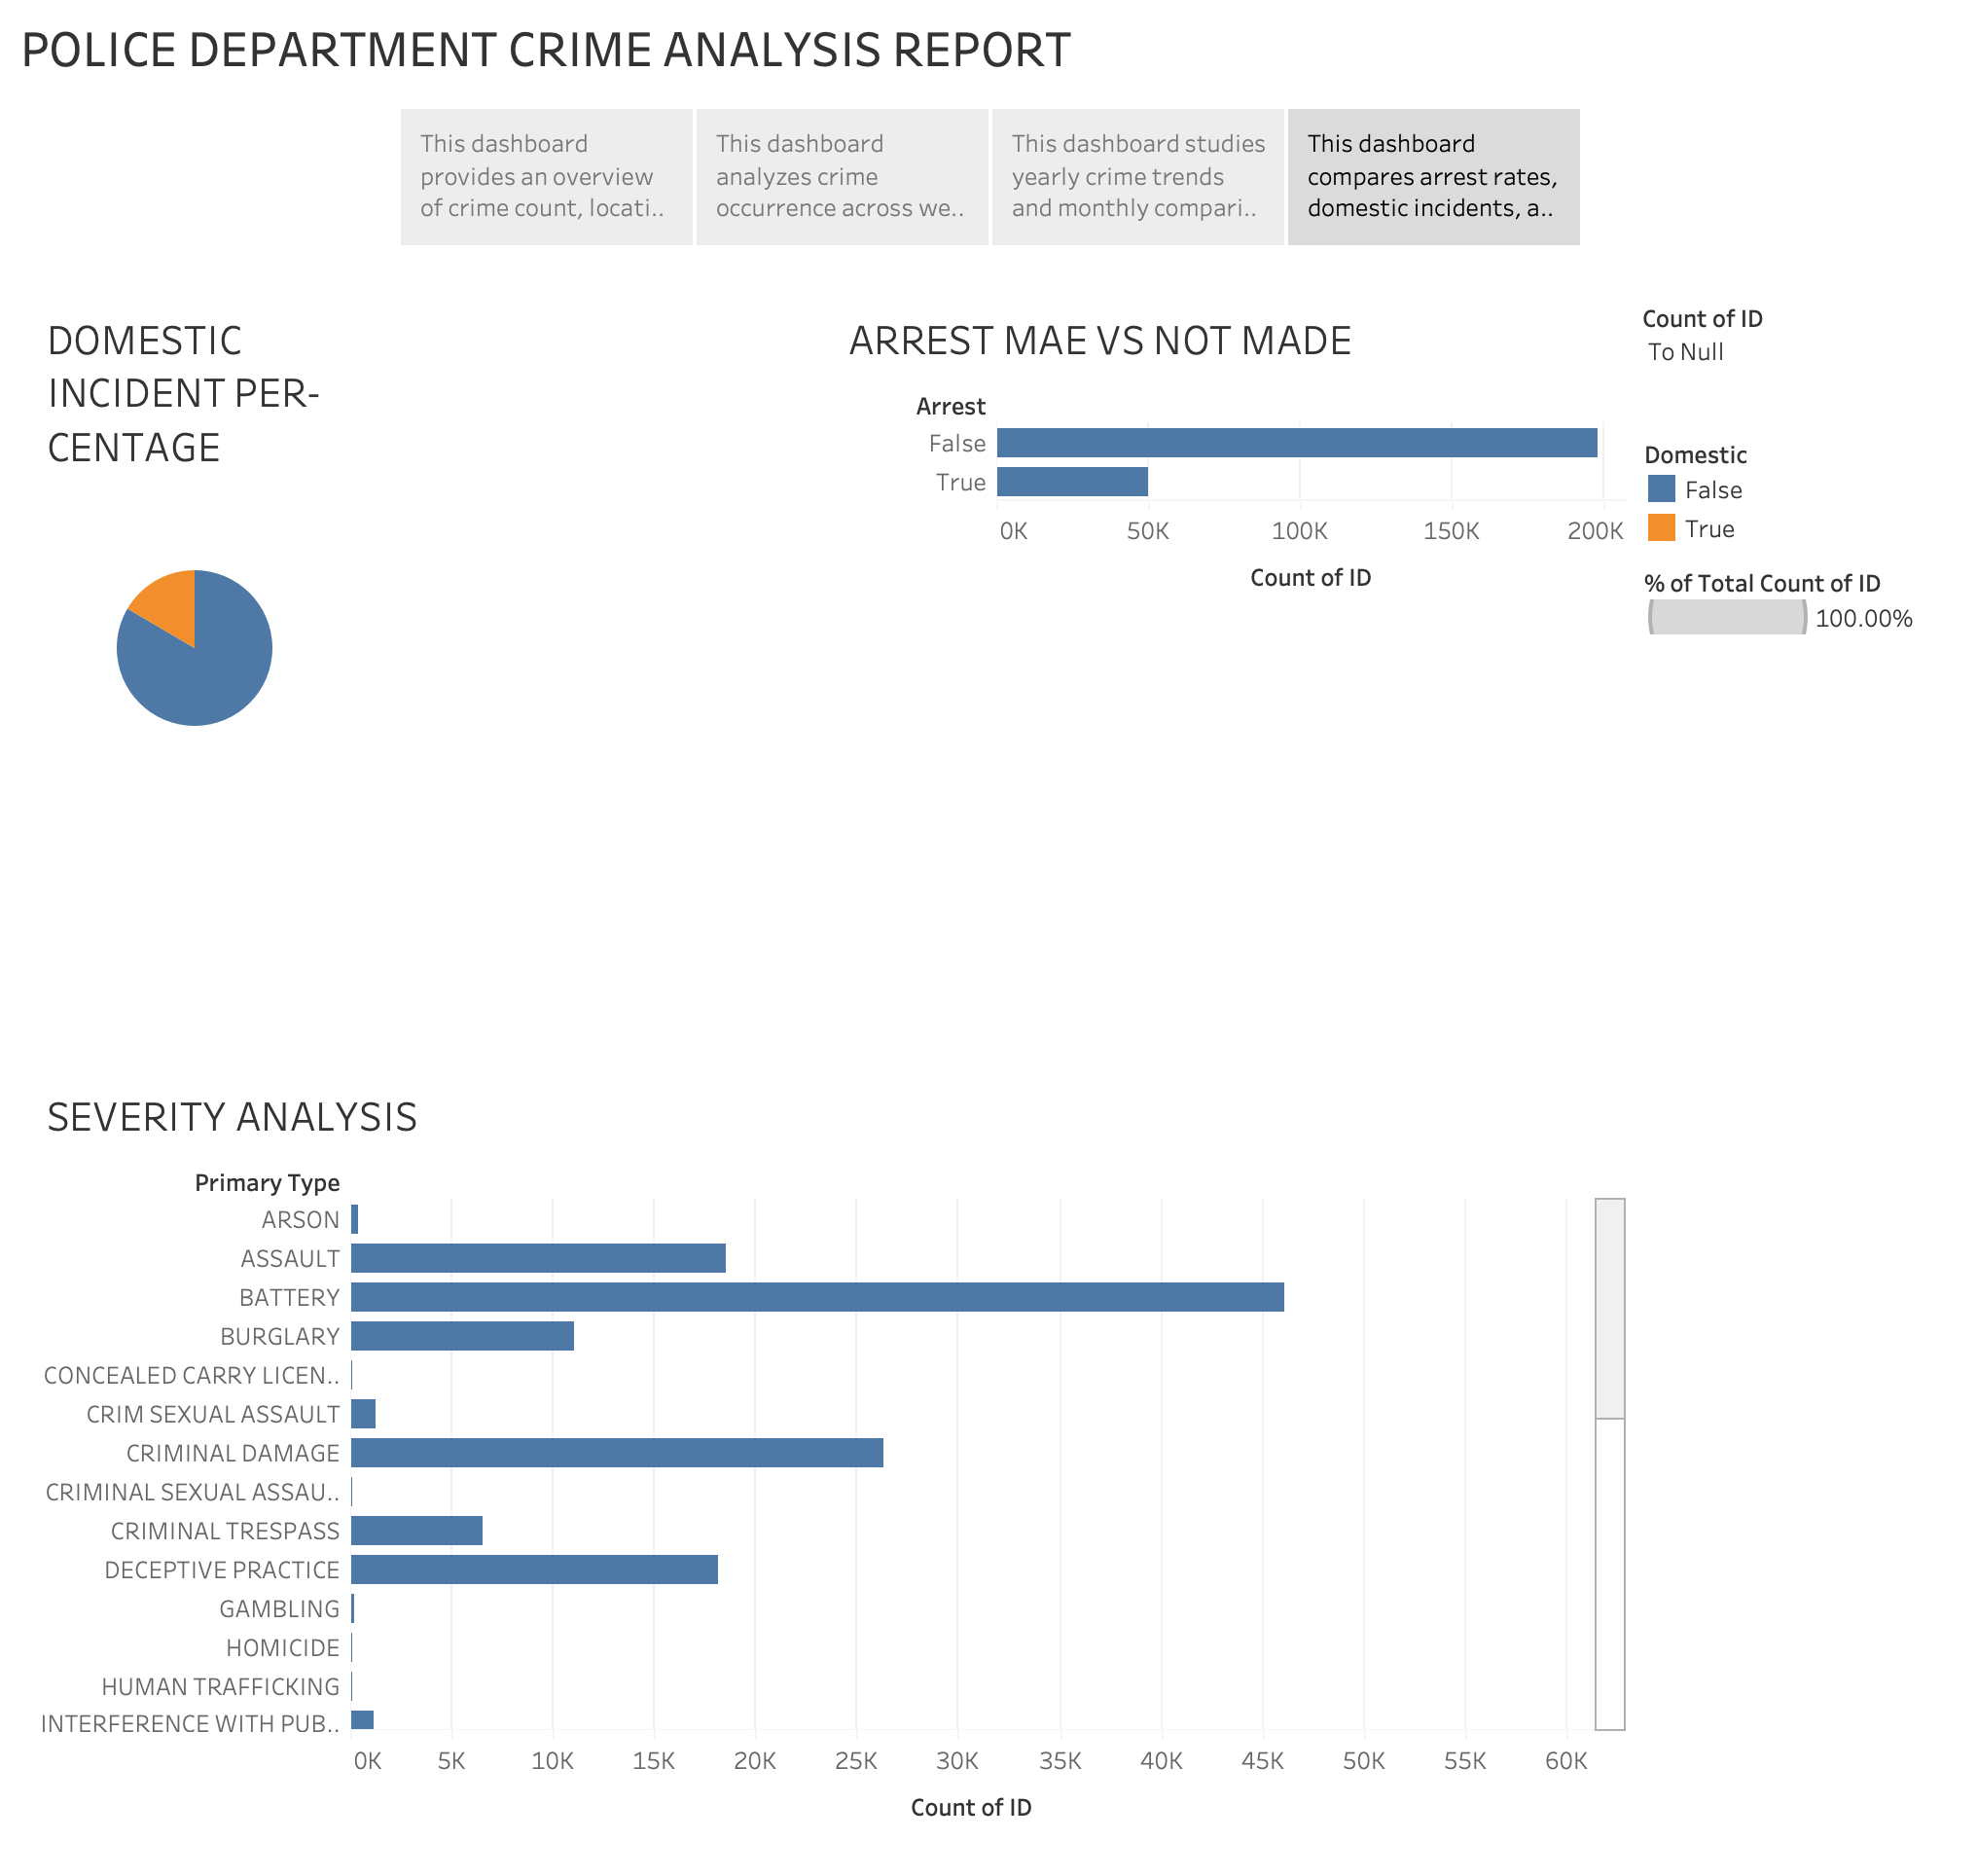 POLICE DEPARTMENT CRIME ANALYSIS REPORT
This dashboard
provides an overview
of crime count, locati..
This dashboard
analyzes crime
occurrence across we..
This dashboard studies
yearly crime trends
and monthly compari..
This dashboard
compares arrest rates,
domestic incidents, a..
DOMESTIC
INCIDENT PER-
CENTAGE
ARREST MAE VS NOT MADE
Arrest
False
True
0K 50K 100K 150K 200K
Count of ID
Count of ID
To Null
Domestic
False
True
% of Total Count of ID
100.00%
SEVERITY ANALYSIS
Primary Type
ARSON
ASSAULT
BATTERY
BURGLARY
CONCEALED CARRY LICEN..
CRIM SEXUAL ASSAULT
CRIMINAL DAMAGE
CRIMINAL SEXUAL ASSAU..
CRIMINAL TRESPASS
DECEPTIVE PRACTICE
GAMBLING
HOMICIDE
HUMAN TRAFFICKING
INTERFERENCE WITH PUB..
0K 5K 10K 15K 20K 25K 30K 35K 40K 45K 50K 55K 60K
Count of ID